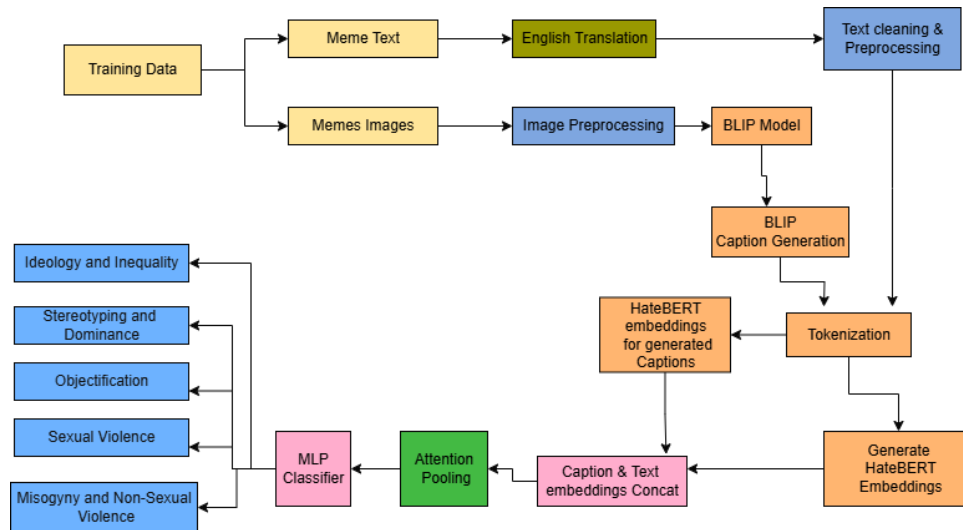 Training Data
Meme Text
English Translation
Text cleaning &
Preprocessing
Memes Images
Image Preprocessing
BLIP Model
BLIP
Caption Generation
Tokenization
HateBERT
embeddings
for generated
Captions
Generate
HateBERT
Embeddings
Caption & Text
embeddings Concat
Attention
Pooling
MLP
Classifier
Ideology and Inequality
Stereotyping and
Dominance
Objectification
Sexual Violence
Misogyny and Non-Sexual
Violence